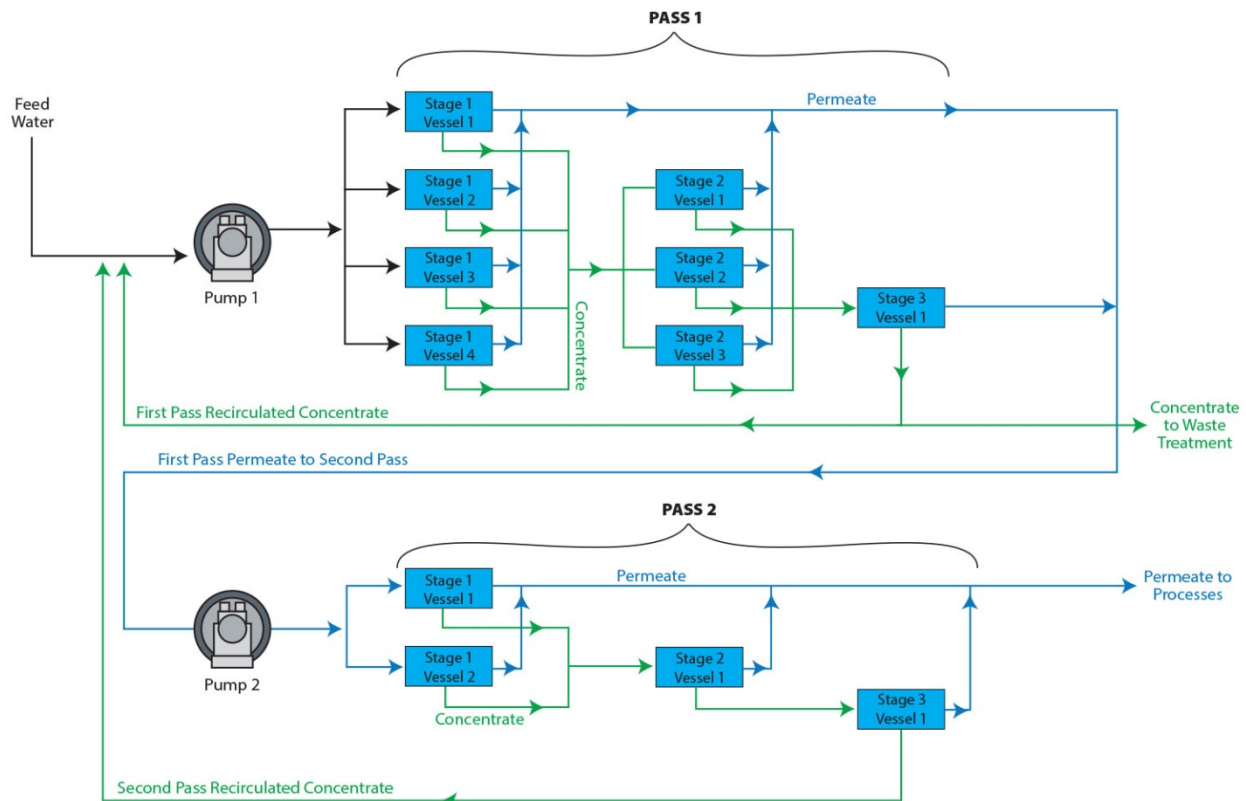 PASS 1
Feed
Water
Stage 1
Vessel 1
Permeate
Stage 1
Vessel 2
Stage 2
Vessel 1
Pump 1
Stage 1
Vessel 3
Stage 2
Vessel 2
Stage 3
Vessel 1
Concentrate
Stage 1
Vessel 4
Stage 2
Vessel 3
First Pass Recirculated Concentrate
Concentrate
to Waste
Treatment
First Pass Permeate to Second Pass
PASS 2
Stage 1
Vessel 1
Permeate
Permeate to
Processes
Pump 2
Stage 1
Vessel 2
Stage 2
Vessel 1
Stage 3
Vessel 1
Concentrate
Second Pass Recirculated Concentrate